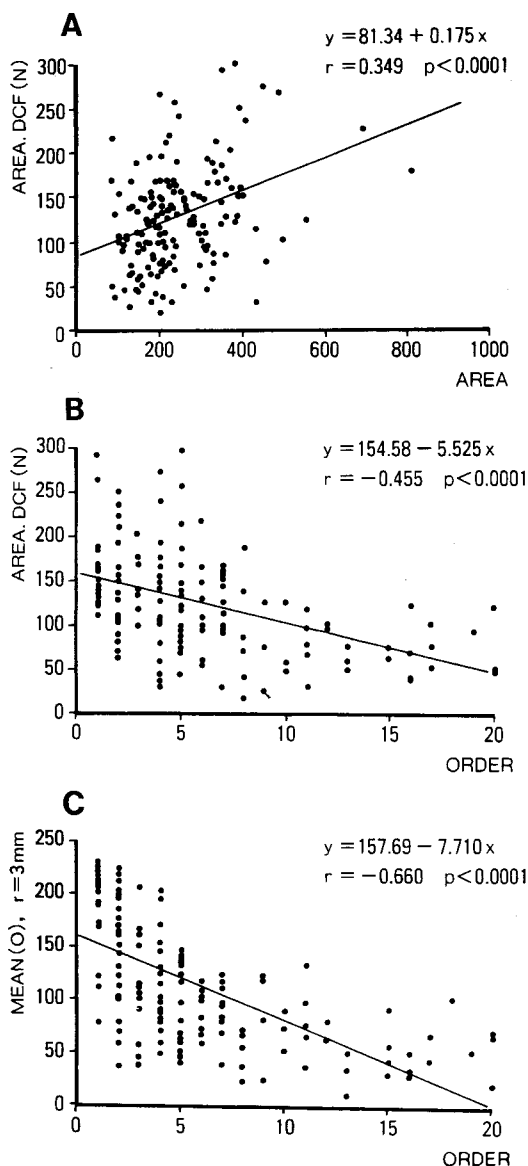 A
y = 81.34 + 0.175 x
r = 0.349 p<0.0001
AREA. DCF (N)
300
250
200
150
100
50
0
0 200 400 600 800 1000
AREA
B
y = 154.58 − 5.525 x
r = −0.455 p<0.0001
AREA. DCF (N)
300
250
200
150
100
50
0
0 5 10 15 20
ORDER
C
y = 157.69 − 7.710 x
r = −0.660 p<0.0001
MEAN (O), r = 3mm
250
200
150
100
50
0
0 5 10 15 20
ORDER